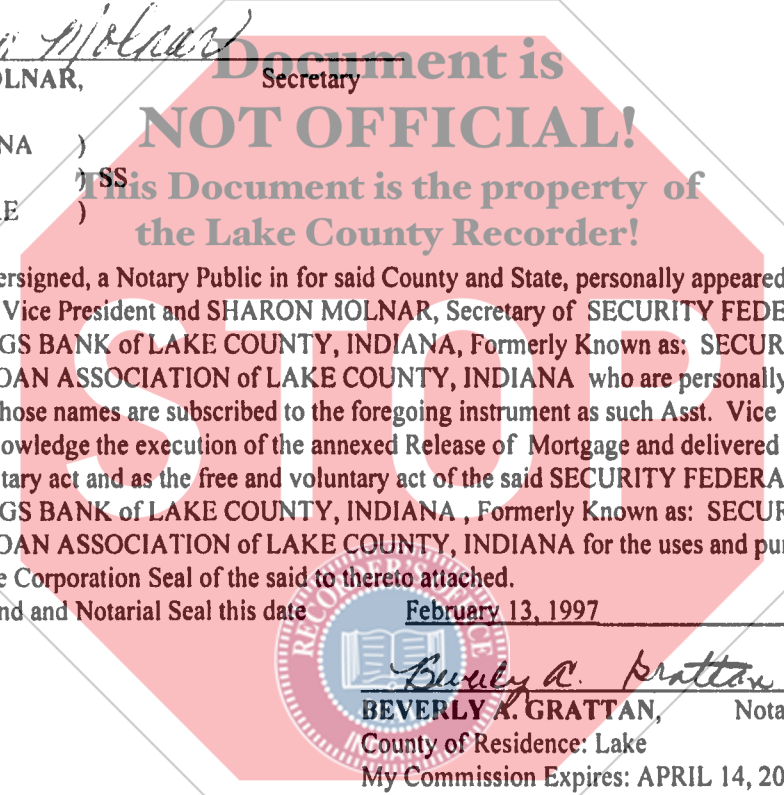 Molnar
OLNAR, Secretary
Document is
NOT OFFICIAL!
NA )
) SS
This Document is the property of
E )
the Lake County Recorder!
ersigned, a Notary Public in for said County and State, personally appeared
Vice President and SHARON MOLNAR, Secretary of SECURITY FEDE
GS BANK of LAKE COUNTY, INDIANA, Formerly Known as: SECUR
OAN ASSOCIATION of LAKE COUNTY, INDIANA who are personally
hose names are subscribed to the foregoing instrument as such Asst. Vice
owledge the execution of the annexed Release of Mortgage and delivered
tary act and as the free and voluntary act of the said SECURITY FEDERA
STOP
GS BANK of LAKE COUNTY, INDIANA , Formerly Known as: SECUR
OAN ASSOCIATION of LAKE COUNTY, INDIANA for the uses and pur
e Corporation Seal of the said to thereto attached.
nd and Notarial Seal this date February 13, 1997
RECORDER'S OFFICE
Beverly A. Grattan
BEVERLY A. GRATTAN, Nota
County of Residence: Lake
My Commission Expires: APRIL 14, 20